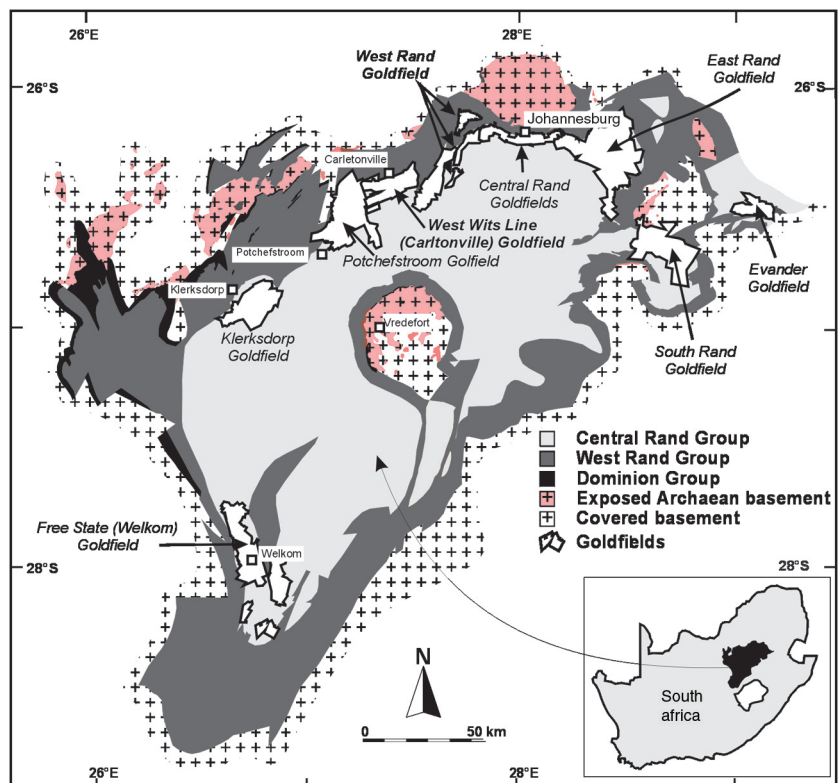 26°E
28°E
26°S
26°S
West Rand
Goldfield
East Rand
Goldfield
Johannesburg
Carletonville
Central Rand
Goldfields
West Wits Line
(Carltonville) Goldfield
Potchefstroom
Potchefstroom Golfield
Evander
Goldfield
Klerksdorp
Klerksdorp
Goldfield
Vredefort
South Rand
Goldfield
Central Rand Group
West Rand Group
Dominion Group
Exposed Archaean basement
Covered basement
Goldfields
Free State (Welkom)
Goldfield
Welkom
28°S
28°S
N
0 50 km
South
africa
26°E
28°E